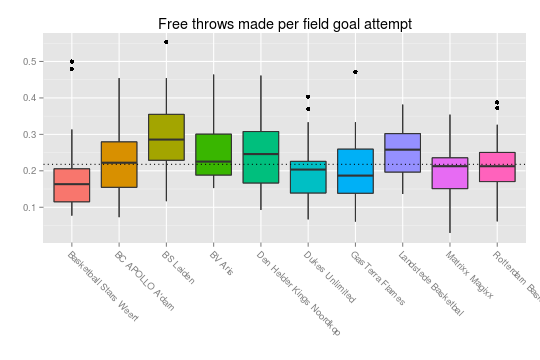 Free throws made per field goal attempt
0.5
0.4
0.3
0.2
0.1
Basketball Stars Weert
BC APOLLO A'dam
BS Leiden
BV Aris
Den Helder Kings Noordkop
Dukes Unlimited
GasTerra Flames
Landstede Basketbal
Matrixx Magixx
Rotterdam Bas